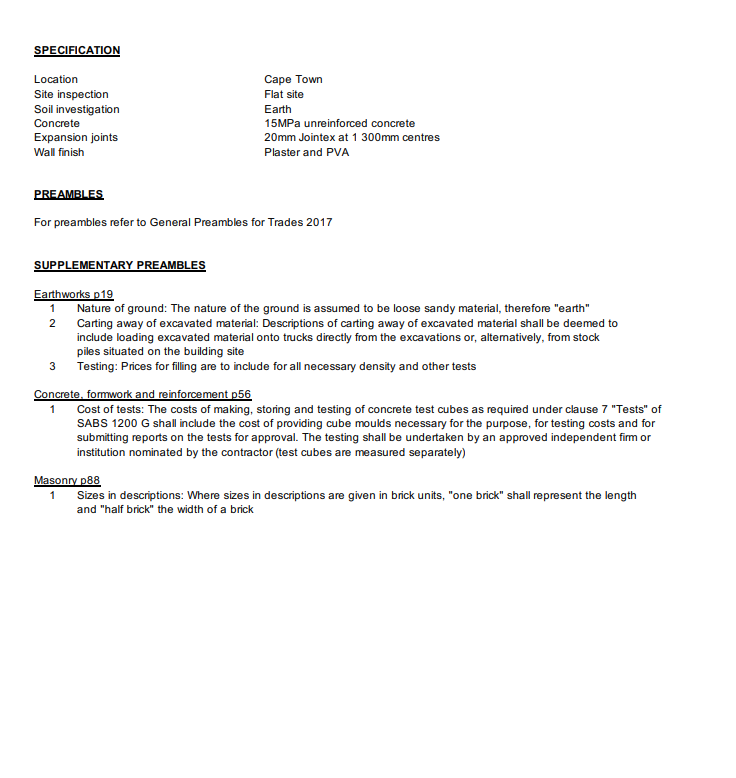 SPECIFICATION
Location Cape Town
Site inspection Flat site
Soil investigation Earth
Concrete 15MPa unreinforced concrete
Expansion joints 20mm Jointex at 1 300mm centres
Wall finish Plaster and PVA
PREAMBLES
For preambles refer to General Preambles for Trades 2017
SUPPLEMENTARY PREAMBLES
Earthworks p19
1 Nature of ground: The nature of the ground is assumed to be loose sandy material, therefore "earth"
2 Carting away of excavated material: Descriptions of carting away of excavated material shall be deemed to
include loading excavated material onto trucks directly from the excavations or, alternatively, from stock
piles situated on the building site
3 Testing: Prices for filling are to include for all necessary density and other tests
Concrete, formwork and reinforcement p56
1 Cost of tests: The costs of making, storing and testing of concrete test cubes as required under clause 7 "Tests" of
SABS 1200 G shall include the cost of providing cube moulds necessary for the purpose, for testing costs and for
submitting reports on the tests for approval. The testing shall be undertaken by an approved independent firm or
institution nominated by the contractor (test cubes are measured separately)
Masonry p88
1 Sizes in descriptions: Where sizes in descriptions are given in brick units, "one brick" shall represent the length
and "half brick" the width of a brick